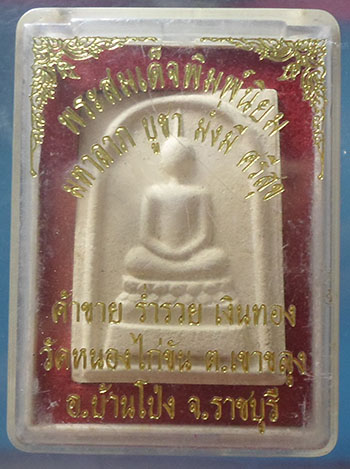 พระสมเด็จพิมพ์นิยม
มหาลาภ บูชา มั่งมี ศรีสุข
ค้าขาย ร่ำรวย เงินทอง
วัดหนองไก่ขัน ต.เขาขลุง
อ.บ้านโป่ง จ.ราชบุรี